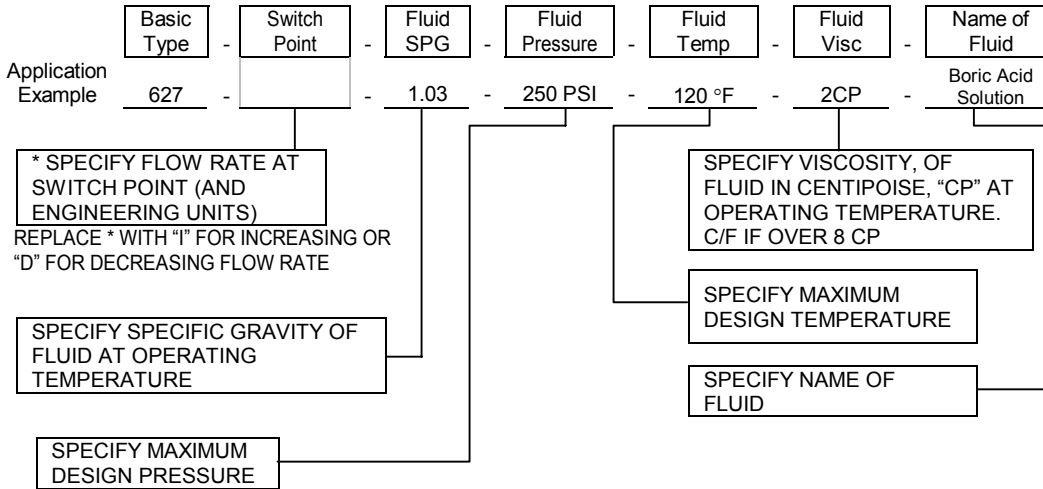 Basic Type - Switch Point - Fluid SPG - Fluid Pressure - Fluid Temp - Fluid Visc - Name of Fluid
Application Example 627 - - 1.03 - 250 PSI - 120 °F - 2CP - Boric Acid Solution
* SPECIFY FLOW RATE AT
SWITCH POINT (AND
ENGINEERING UNITS)
REPLACE * WITH “I” FOR INCREASING OR
“D” FOR DECREASING FLOW RATE
SPECIFY VISCOSITY, OF
FLUID IN CENTIPOISE, “CP” AT
OPERATING TEMPERATURE.
C/F IF OVER 8 CP
SPECIFY MAXIMUM
DESIGN TEMPERATURE
SPECIFY SPECIFIC GRAVITY OF
FLUID AT OPERATING
TEMPERATURE
SPECIFY NAME OF
FLUID
SPECIFY MAXIMUM
DESIGN PRESSURE